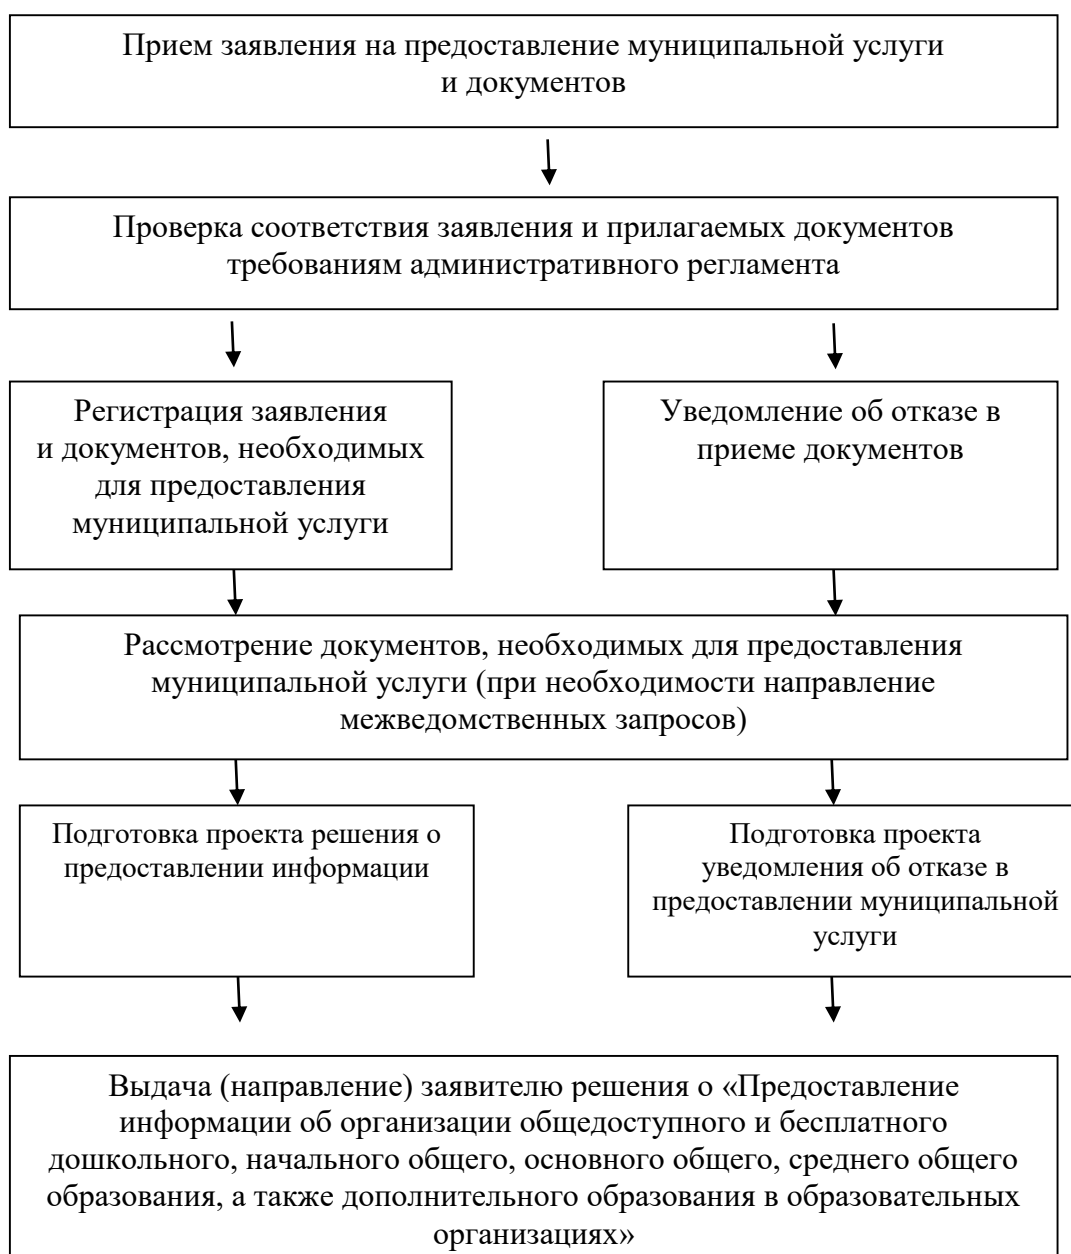 Прием заявления на предоставление муниципальной услуги
и документов
Проверка соответствия заявления и прилагаемых документов
требованиям административного регламента
Регистрация заявления
и документов, необходимых
для предоставления
муниципальной услуги
Уведомление об отказе в
приеме документов
Рассмотрение документов, необходимых для предоставления
муниципальной услуги (при необходимости направление
межведомственных запросов)
Подготовка проекта решения о
предоставлении информации
Подготовка проекта
уведомления об отказе в
предоставлении муниципальной
услуги
Выдача (направление) заявителю решения о «Предоставление
информации об организации общедоступного и бесплатного
дошкольного, начального общего, основного общего, среднего общего
образования, а также дополнительного образования в образовательных
организациях»